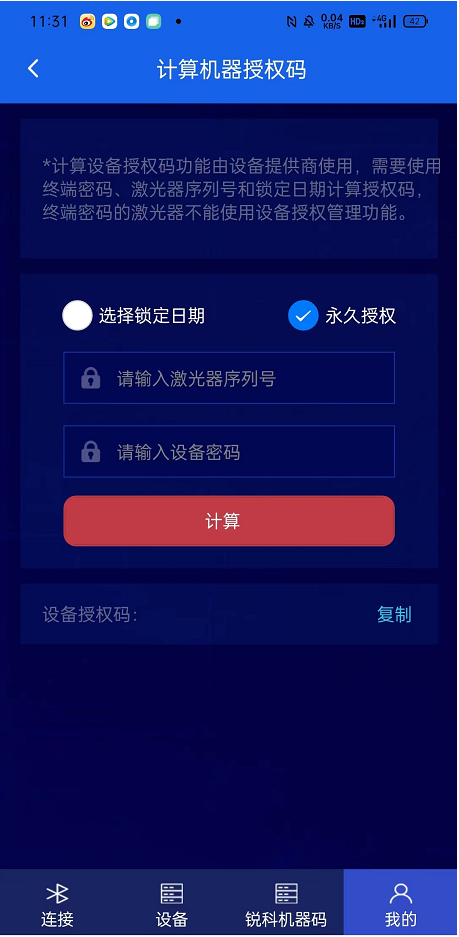 11:31
0.04 KB/S HD 4G 42
计算机器授权码
*计算设备授权码功能由设备提供商使用，需要使用
终端密码、激光器序列号和锁定日期计算授权码，
终端密码的激光器不能使用设备授权管理功能。
选择锁定日期 永久授权
请输入激光器序列号
请输入设备密码
计算
设备授权码： 复制
连接 设备 锐科机器码 我的